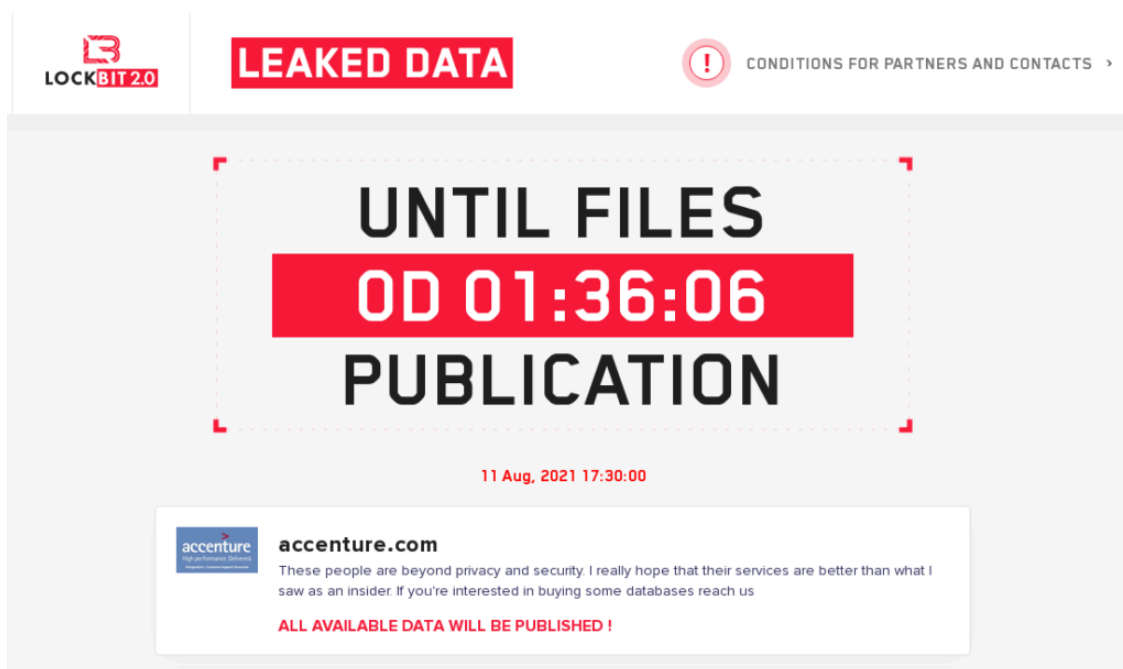 LOCKBIT 2.0
LEAKED DATA
! CONDITIONS FOR PARTNERS AND CONTACTS >
UNTIL FILES
0D 01:36:06
PUBLICATION
11 Aug, 2021 17:30:00
>
accenture
High performance. Delivered.
accenture.com
These people are beyond privacy and security. I really hope that their services are better than what I
saw as an insider. If you're interested in buying some databases reach us
ALL AVAILABLE DATA WILL BE PUBLISHED !